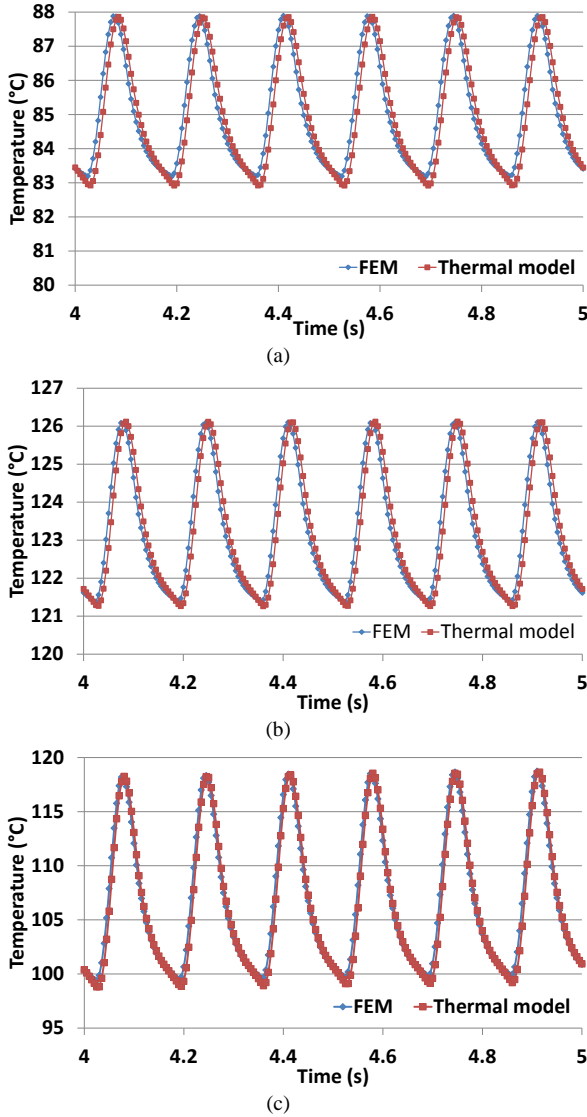 88
87
86
85
84
83
82
81
80
Temperature (°C)
FEM Thermal model
4 4.2 4.4 4.6 4.8 5
Time (s)
(a)
127
126
125
124
123
122
121
120
Temperature (°C)
FEM Thermal model
4 4.2 4.4 4.6 4.8 5
Time (s)
(b)
120
115
110
105
100
95
Temperature (°C)
FEM Thermal model
4 4.2 4.4 4.6 4.8 5
Time (s)
(c)